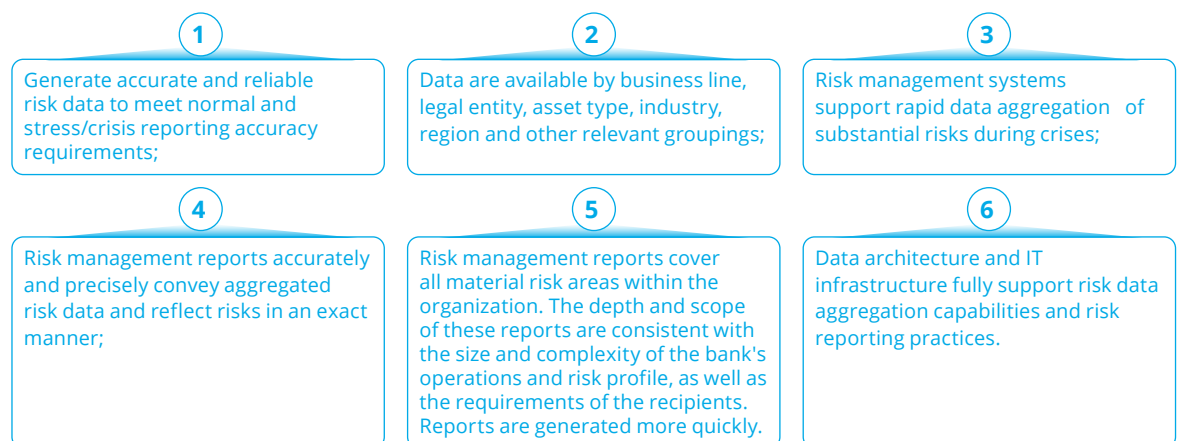 1
Generate accurate and reliable
risk data to meet normal and
stress/crisis reporting accuracy
requirements;
2
Data are available by business line,
legal entity, asset type, industry,
region and other relevant groupings;
3
Risk management systems
support rapid data aggregation of
substantial risks during crises;
4
Risk management reports accurately
and precisely convey aggregated
risk data and reflect risks in an exact
manner;
5
Risk management reports cover
all material risk areas within the
organization. The depth and scope
of these reports are consistent with
the size and complexity of the bank's
operations and risk profile, as well as
the requirements of the recipients.
Reports are generated more quickly.
6
Data architecture and IT
infrastructure fully support risk data
aggregation capabilities and risk
reporting practices.